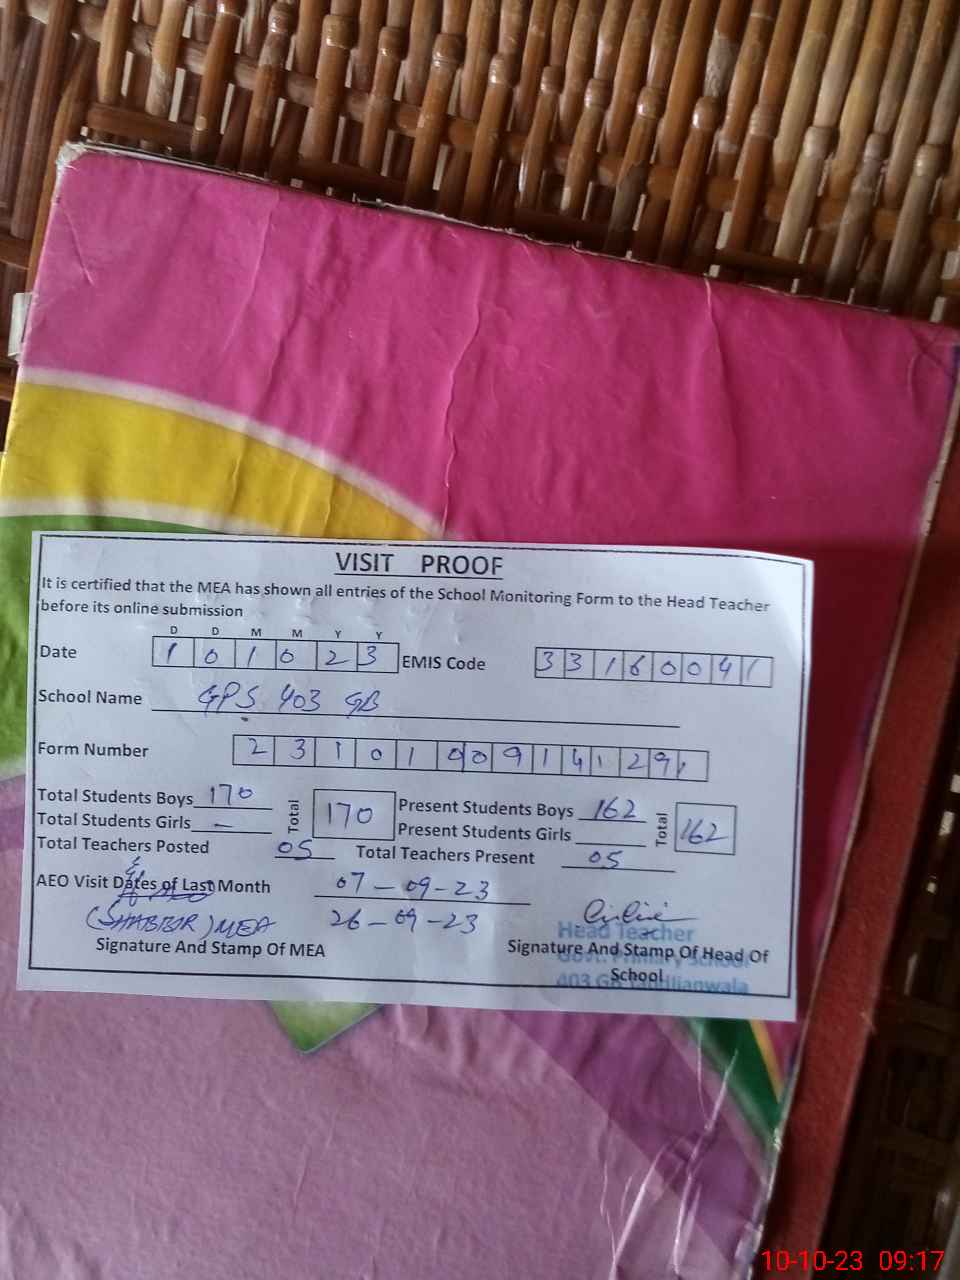 VISIT PROOF
It is certified that the MEA has shown all entries of the School Monitoring Form to the Head Teacher
before its online submission
D D M M Y Y
Date 1 0 1 0 2 3 EMIS Code 3 3 1 6 0 0 4 1
School Name GPS 403 GB
Form Number 2 3 1 0 1 0 0 9 1 4 1 2 9 1
Total Students Boys 170 Total 170 Present Students Boys 162 Total 162
Total Students Girls — Present Students Girls
Total Teachers Posted 05 Total Teachers Present 05
AEO Visit Dates of Last Month 07-09-23
(SHABBIR) MEA 26-09-23
Head Teacher
Signature And Stamp Of MEA Signature And Stamp Of Head Of
School
Govt. Primary School
403 GB
10-10-23 09:17